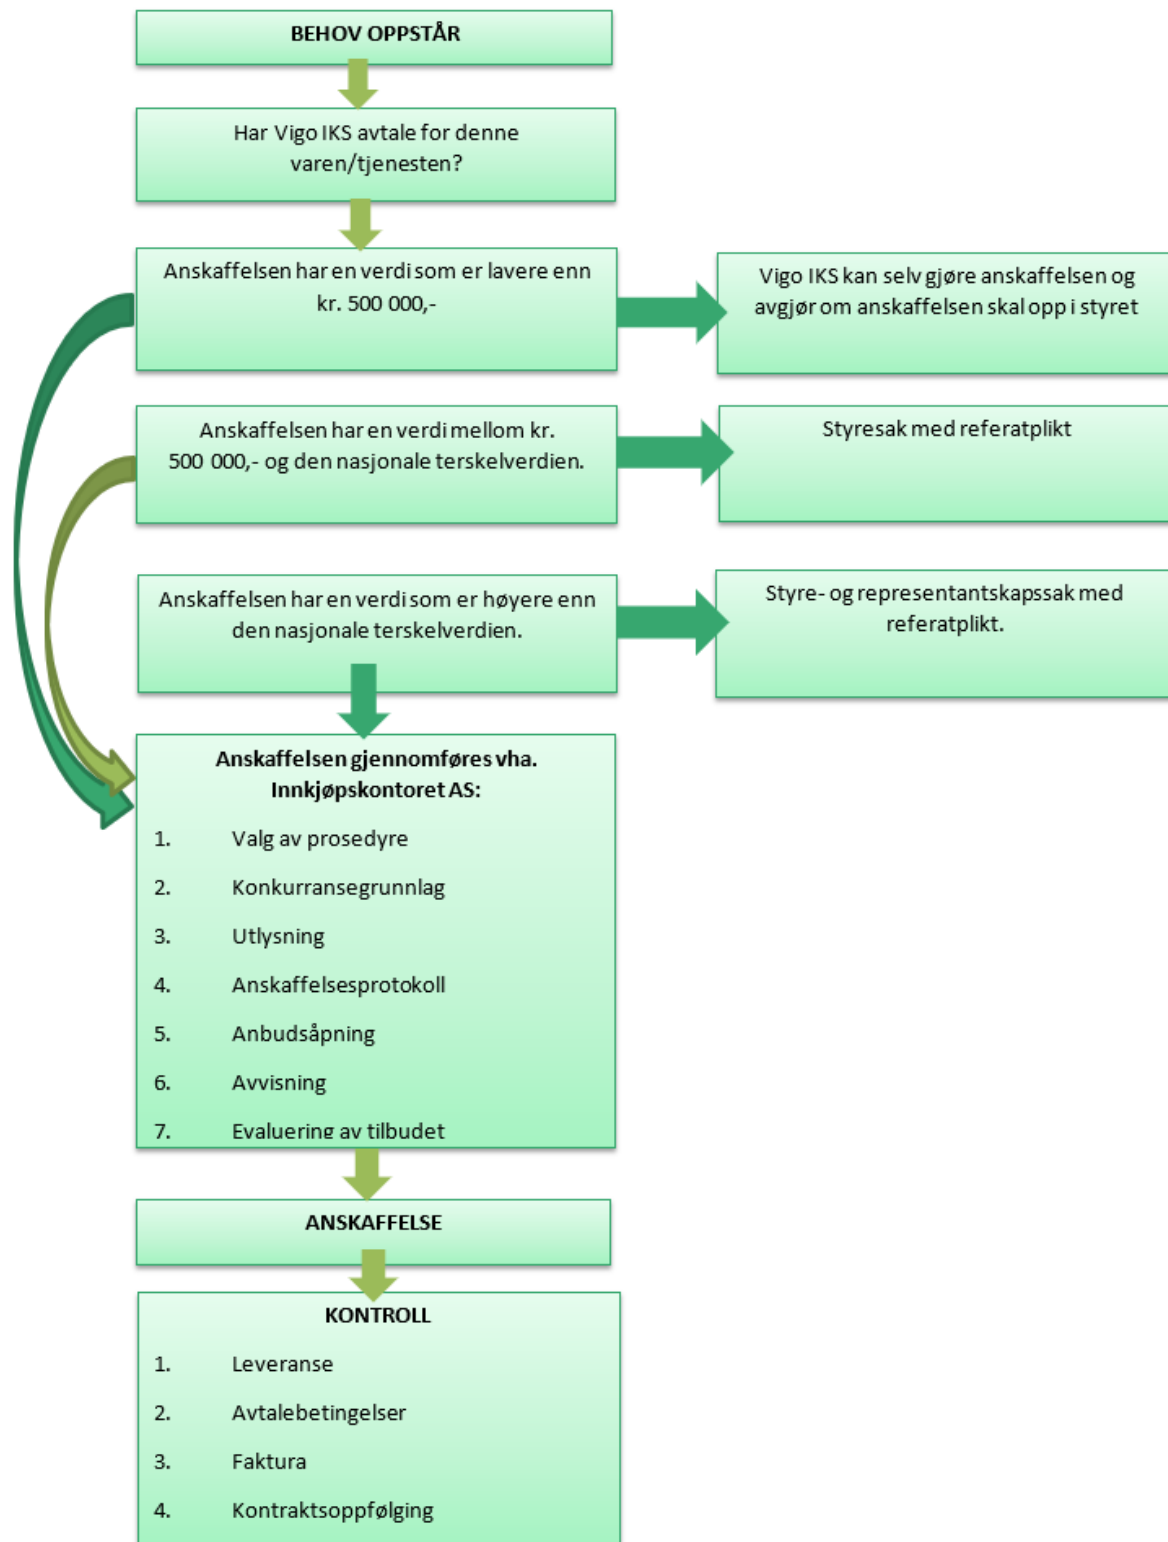 BEHOV OPPSTÅR
Har Vigo IKS avtale for denne
varen/tjenesten?
Anskaffelsen har en verdi som er lavere enn
kr. 500 000,-
Vigo IKS kan selv gjøre anskaffelsen og
avgjør om anskaffelsen skal opp i styret
Anskaffelsen har en verdi mellom kr.
500 000,- og den nasjonale terskelverdien.
Styresak med referatplikt
Anskaffelsen har en verdi som er høyere enn
den nasjonale terskelverdien.
Styre- og representantskapssak med
referatplikt.
Anskaffelsen gjennomføres vha.
Innkjøpskontoret AS:
1. Valg av prosedyre
2. Konkurransegrunnlag
3. Utlysning
4. Anskaffelsesprotokoll
5. Anbudsåpning
6. Avvisning
7. Evaluering av tilbudet
ANSKAFFELSE
KONTROLL
1. Leveranse
2. Avtalebetingelser
3. Faktura
4. Kontraktsoppfølging